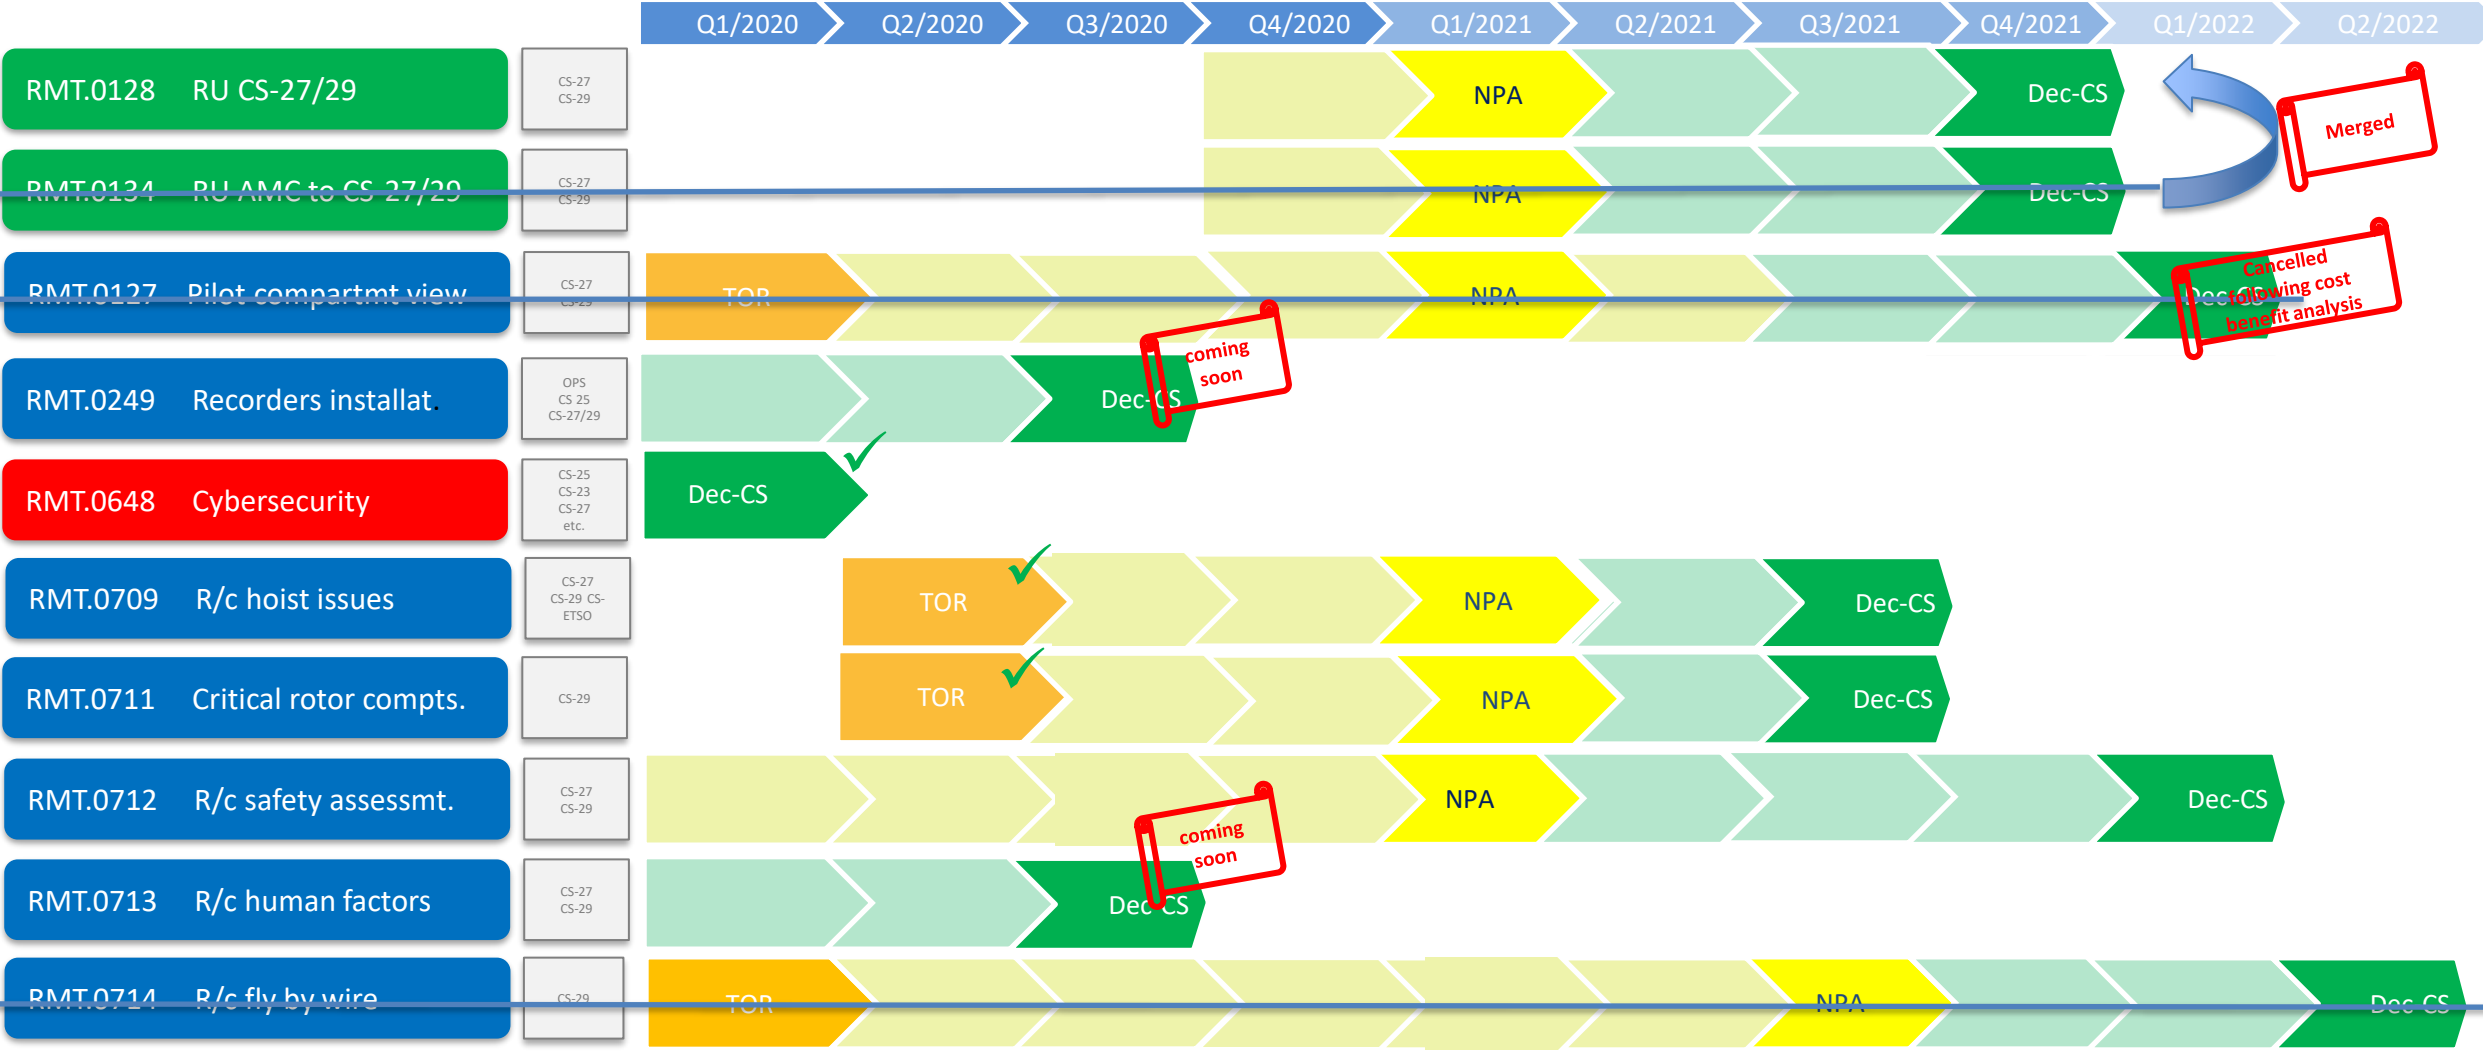 Q1/2020 Q2/2020 Q3/2020 Q4/2020 Q1/2021 Q2/2021 Q3/2021 Q4/2021 Q1/2022 Q2/2022
RMT.0128 RU CS-27/29
CS-27
CS-29
NPA
Dec-CS
Merged
RMT.0134 RU AMC to CS-27/29
CS-27
CS-29
NPA
Dec-CS
RMT.0127 Pilot compartmt view
CS-27
CS-29
TOR
NPA
Dec-CS
Cancelled
following cost
benefit analysis
RMT.0249 Recorders installat.
OPS
CS 25
CS-27/29
Dec-CS
coming
soon
RMT.0648 Cybersecurity
CS-25
CS-23
CS-27
etc.
Dec-CS
RMT.0709 R/c hoist issues
CS-27
CS-29 CS-
ETSO
TOR
NPA
Dec-CS
RMT.0711 Critical rotor compts.
CS-29
TOR
NPA
Dec-CS
RMT.0712 R/c safety assessmt.
CS-27
CS-29
NPA
Dec-CS
RMT.0713 R/c human factors
CS-27
CS-29
Dec-CS
coming
soon
RMT.0714 R/c fly by wire
CS-29
TOR
NPA
Dec-CS